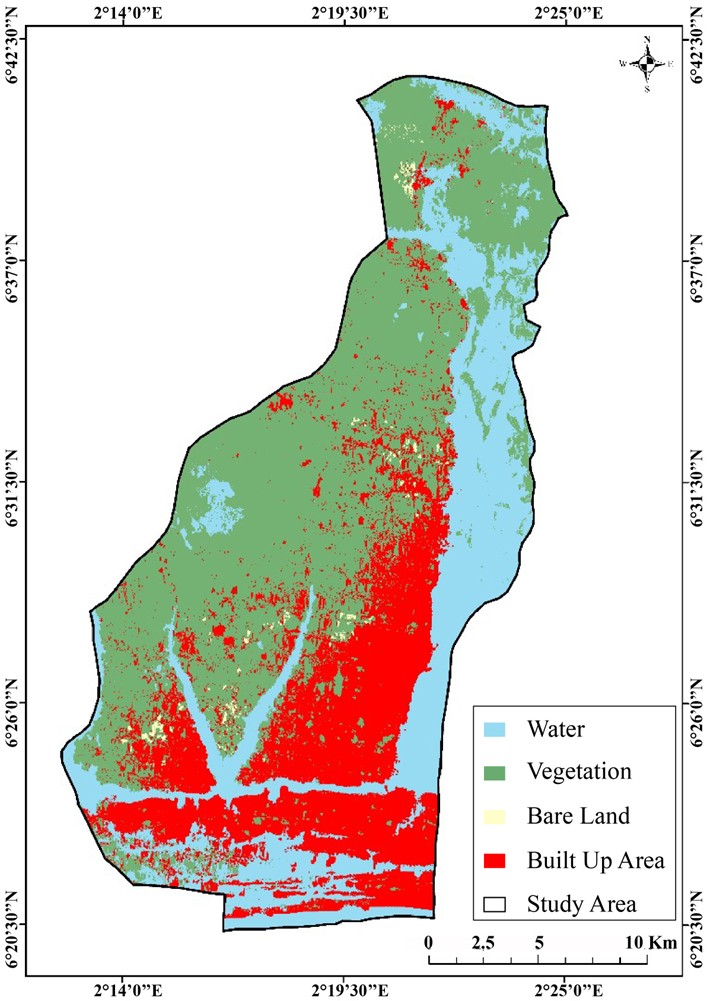 2°14'0"E 2°19'30"E 2°25'0"E
6°42'30"N 6°42'30"N
N
W E
S
6°37'0"N 6°37'0"N
6°31'30"N 6°31'30"N
6°26'0"N 6°26'0"N
Water
Vegetation
Bare Land
Built Up Area
Study Area
6°20'30"N 6°20'30"N
0 2,5 5 10 Km
2°14'0"E 2°19'30"E 2°25'0"E